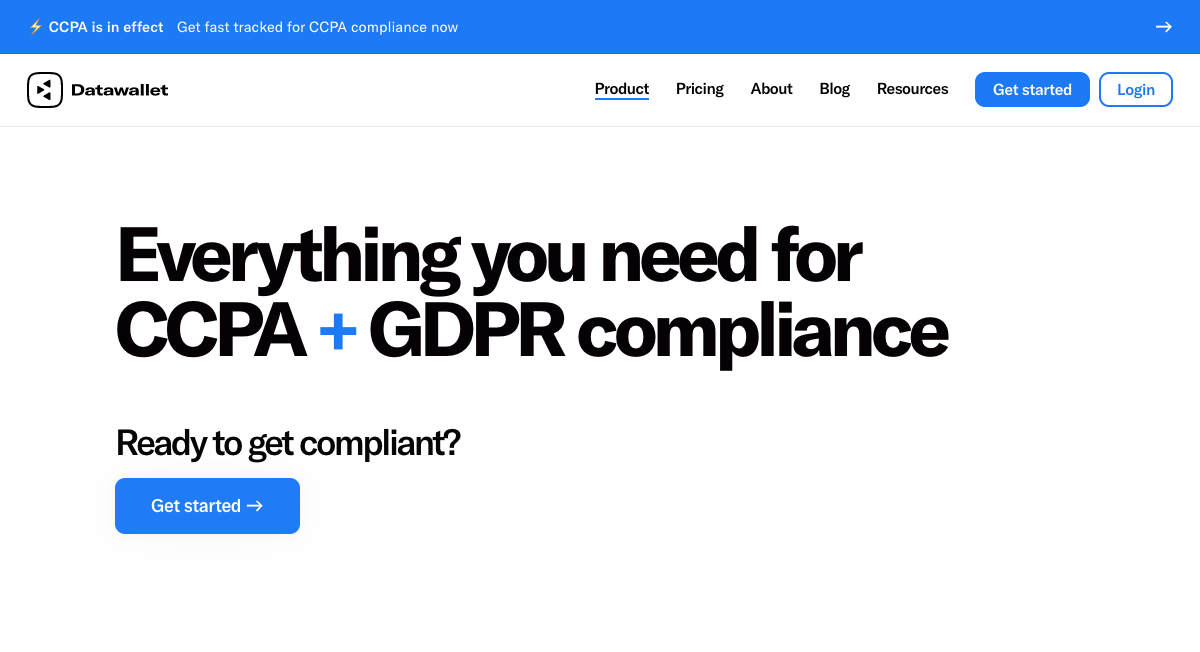 ⚡ CCPA is in effect Get fast tracked for CCPA compliance now →
Datawallet Product Pricing About Blog Resources Get started Login
Everything you need for
CCPA + GDPR compliance
Ready to get compliant?
Get started →